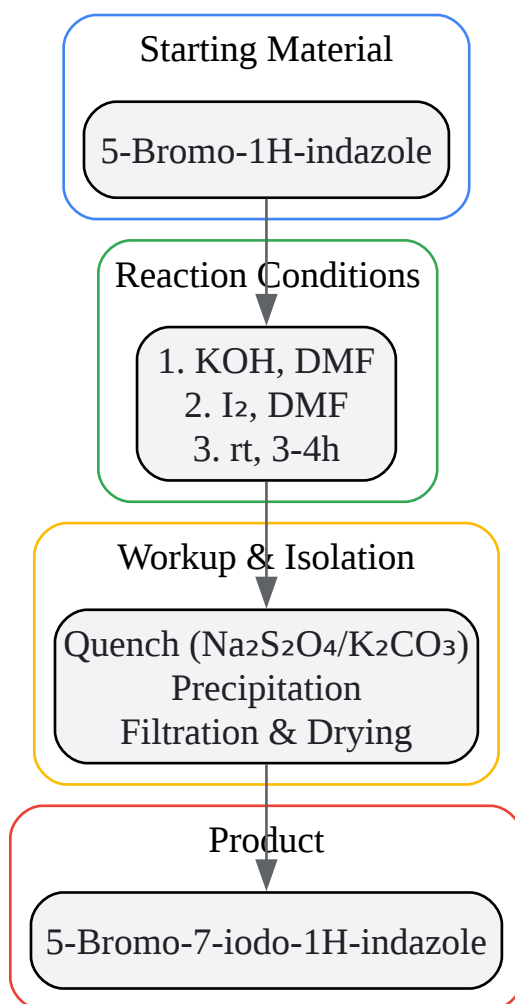 Starting Material
5-Bromo-1H-indazole
Reaction Conditions
1. KOH, DMF
2. I₂, DMF
3. rt, 3-4h
Workup & Isolation
Quench (Na₂S₂O₄/K₂CO₃)
Precipitation
Filtration & Drying
Product
5-Bromo-7-iodo-1H-indazole